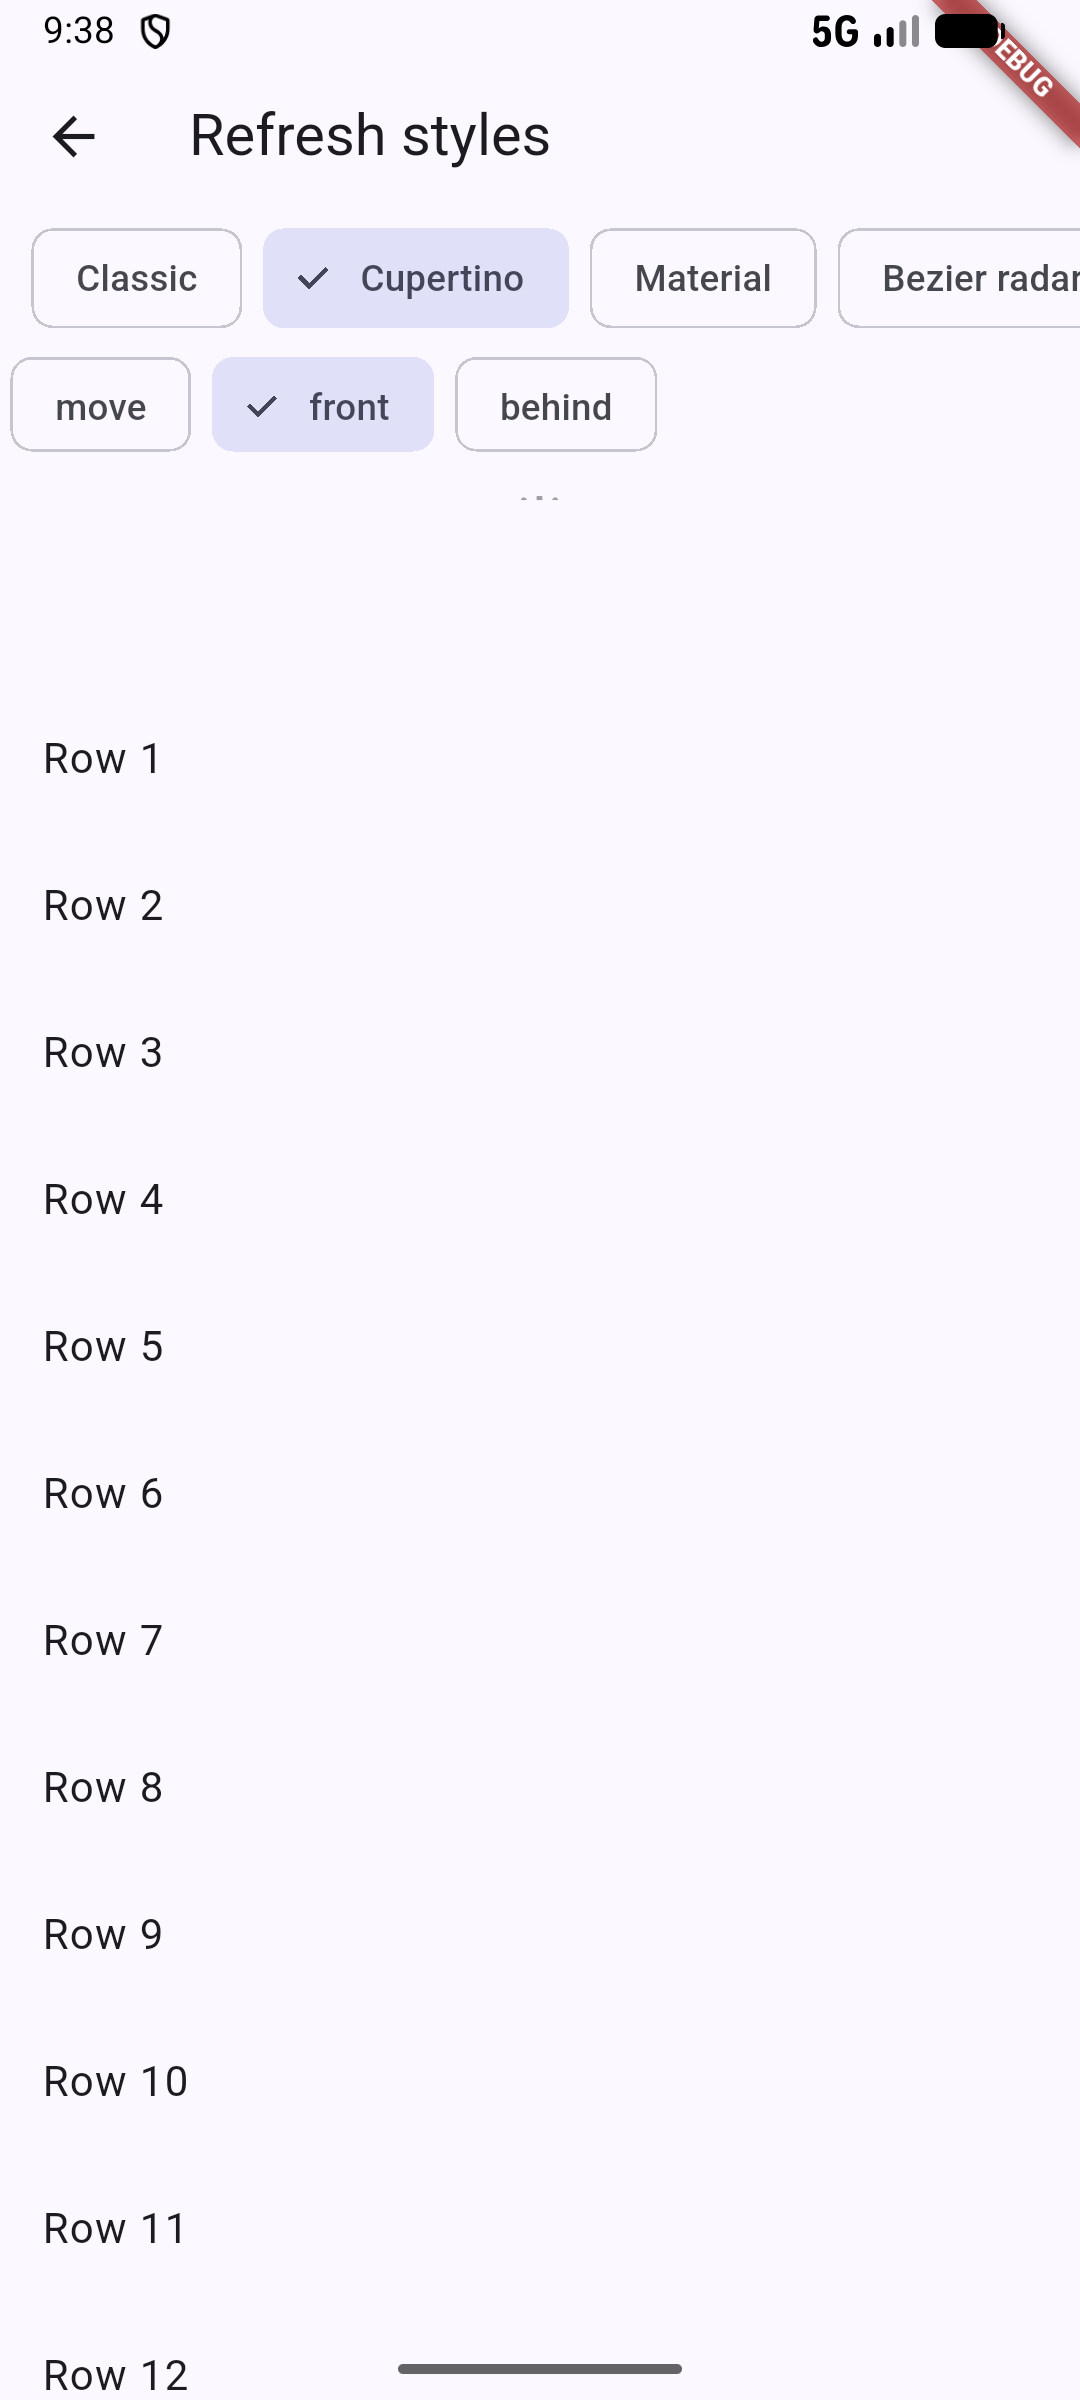 9:38
5G
EBUG
Refresh styles
Classic
Cupertino
Material
Bezier radar
move
front
behind
Row 1
Row 2
Row 3
Row 4
Row 5
Row 6
Row 7
Row 8
Row 9
Row 10
Row 11
Row 12